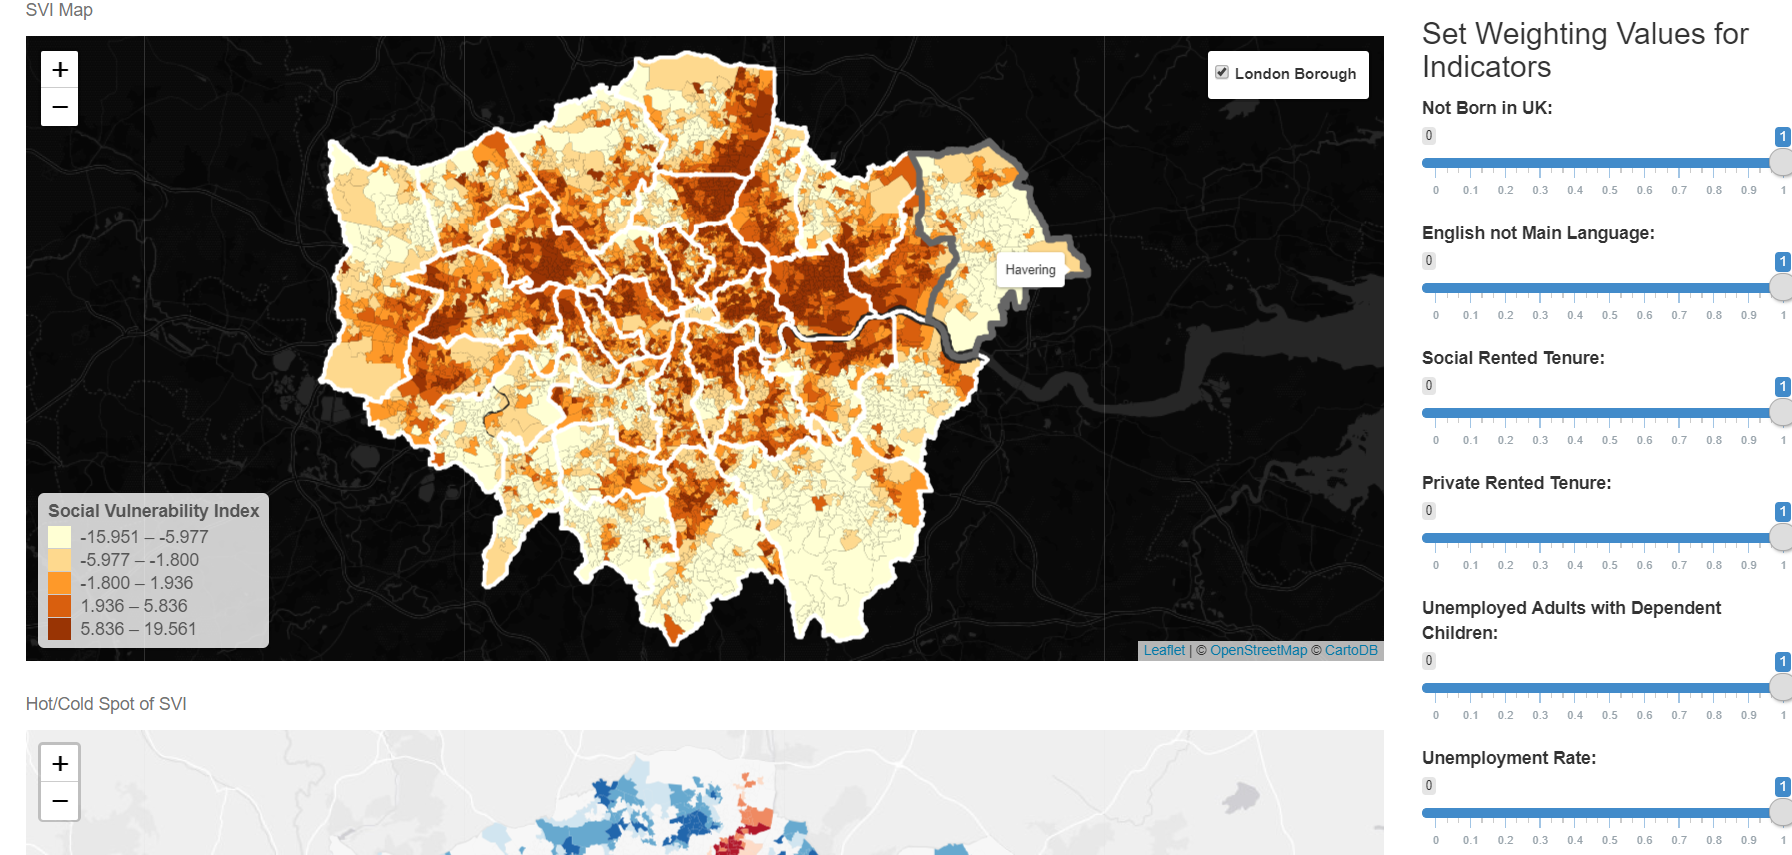 SVI Map
+
−
London Borough
Havering
Social Vulnerability Index
-15.951 – -5.977
-5.977 – -1.800
-1.800 – 1.936
1.936 – 5.836
5.836 – 19.561
Leaflet | © OpenStreetMap © CartoDB
Hot/Cold Spot of SVI
+
−
Set Weighting Values for
Indicators
Not Born in UK:
0 1
0 0.1 0.2 0.3 0.4 0.5 0.6 0.7 0.8 0.9 1
English not Main Language:
0 1
0 0.1 0.2 0.3 0.4 0.5 0.6 0.7 0.8 0.9 1
Social Rented Tenure:
0 1
0 0.1 0.2 0.3 0.4 0.5 0.6 0.7 0.8 0.9 1
Private Rented Tenure:
0 1
0 0.1 0.2 0.3 0.4 0.5 0.6 0.7 0.8 0.9 1
Unemployed Adults with Dependent
Children:
0 1
0 0.1 0.2 0.3 0.4 0.5 0.6 0.7 0.8 0.9 1
Unemployment Rate:
0 1
0 0.1 0.2 0.3 0.4 0.5 0.6 0.7 0.8 0.9 1